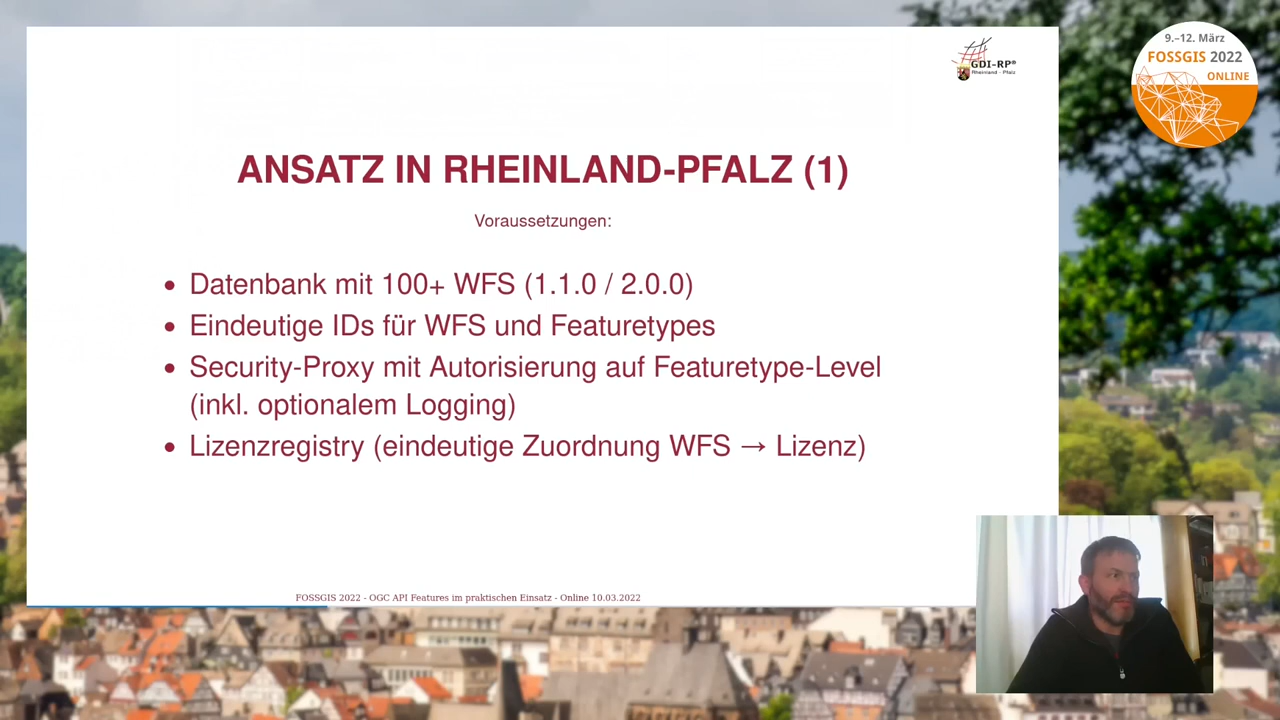 GDI-RP®
Rheinland - Pfalz
9.–12. März
FOSSGIS 2022
ONLINE
ANSATZ IN RHEINLAND-PFALZ (1)
Voraussetzungen:
• Datenbank mit 100+ WFS (1.1.0 / 2.0.0)
• Eindeutige IDs für WFS und Featuretypes
• Security-Proxy mit Autorisierung auf Featuretype-Level
(inkl. optionalem Logging)
• Lizenzregistry (eindeutige Zuordnung WFS → Lizenz)
FOSSGIS 2022 - OGC API Features im praktischen Einsatz - Online 10.03.2022